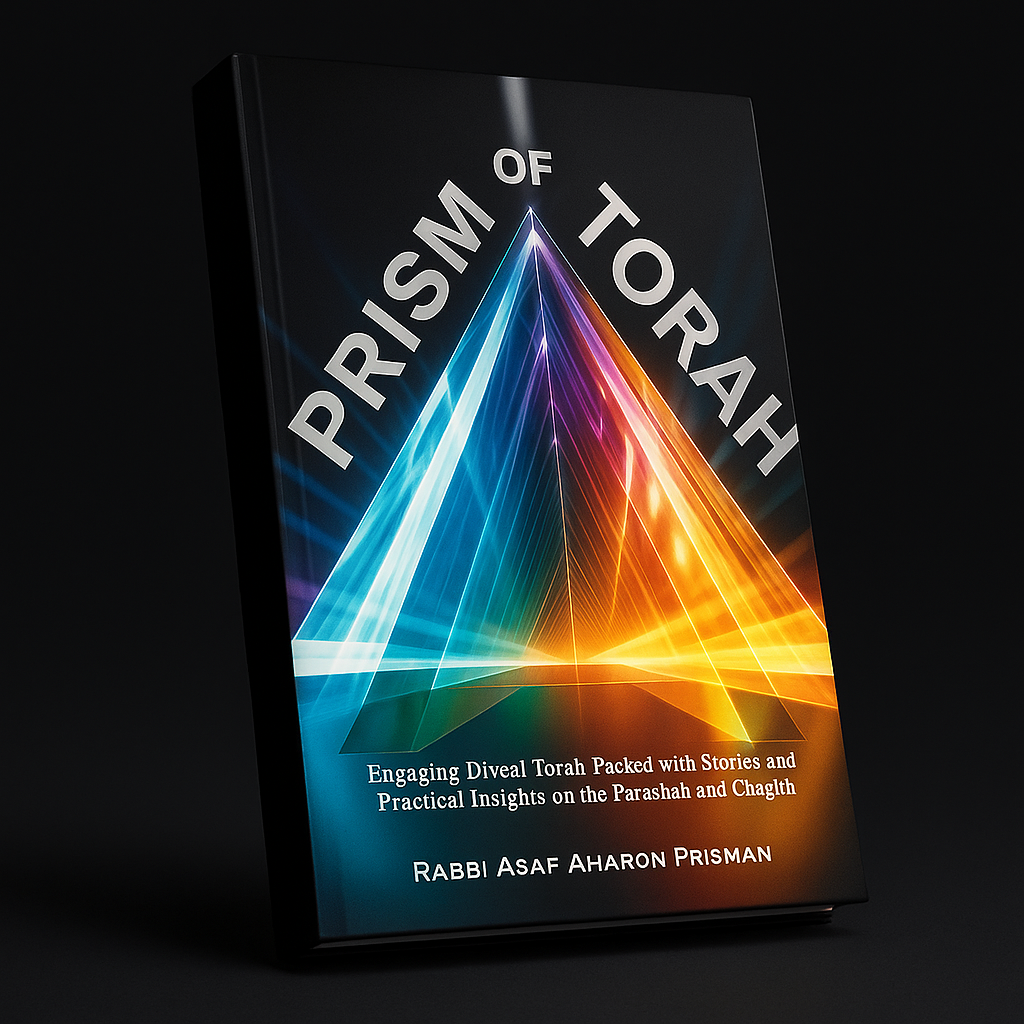 PRISM OF TORAH
Engaging Diveal Torah Packed with Stories and
Practical Insights on the Parashah and Chaglth
RABBI ASAF AHARON PRISMAN